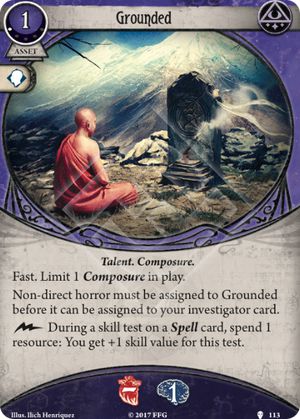 1
Grounded
ASSET
Talent. Composure.
Fast. Limit 1 Composure in play.
Non-direct horror must be assigned to Grounded
before it can be assigned to your investigator card.
During a skill test on a Spell card, spend 1
resource: You get +1 skill value for this test.
1
Illus. Ilich Henriquez
© 2017 FFG
113